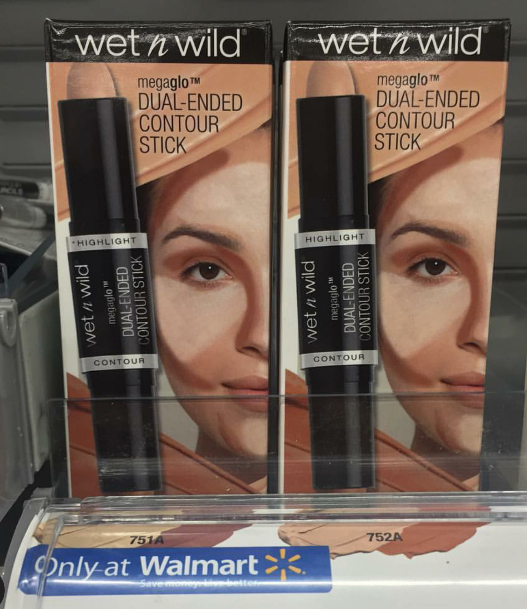 wet n wild®
megaglo™
DUAL-ENDED
CONTOUR
STICK
HIGHLIGHT
wet n wild
megaglo™
DUAL-ENDED
CONTOUR STICK
CONTOUR
wet n wild®
megaglo™
DUAL-ENDED
CONTOUR
STICK
HIGHLIGHT
wet n wild
megaglo™
DUAL-ENDED
CONTOUR STICK
CONTOUR
751A
752A
Only at Walmart
Save money. Live better.